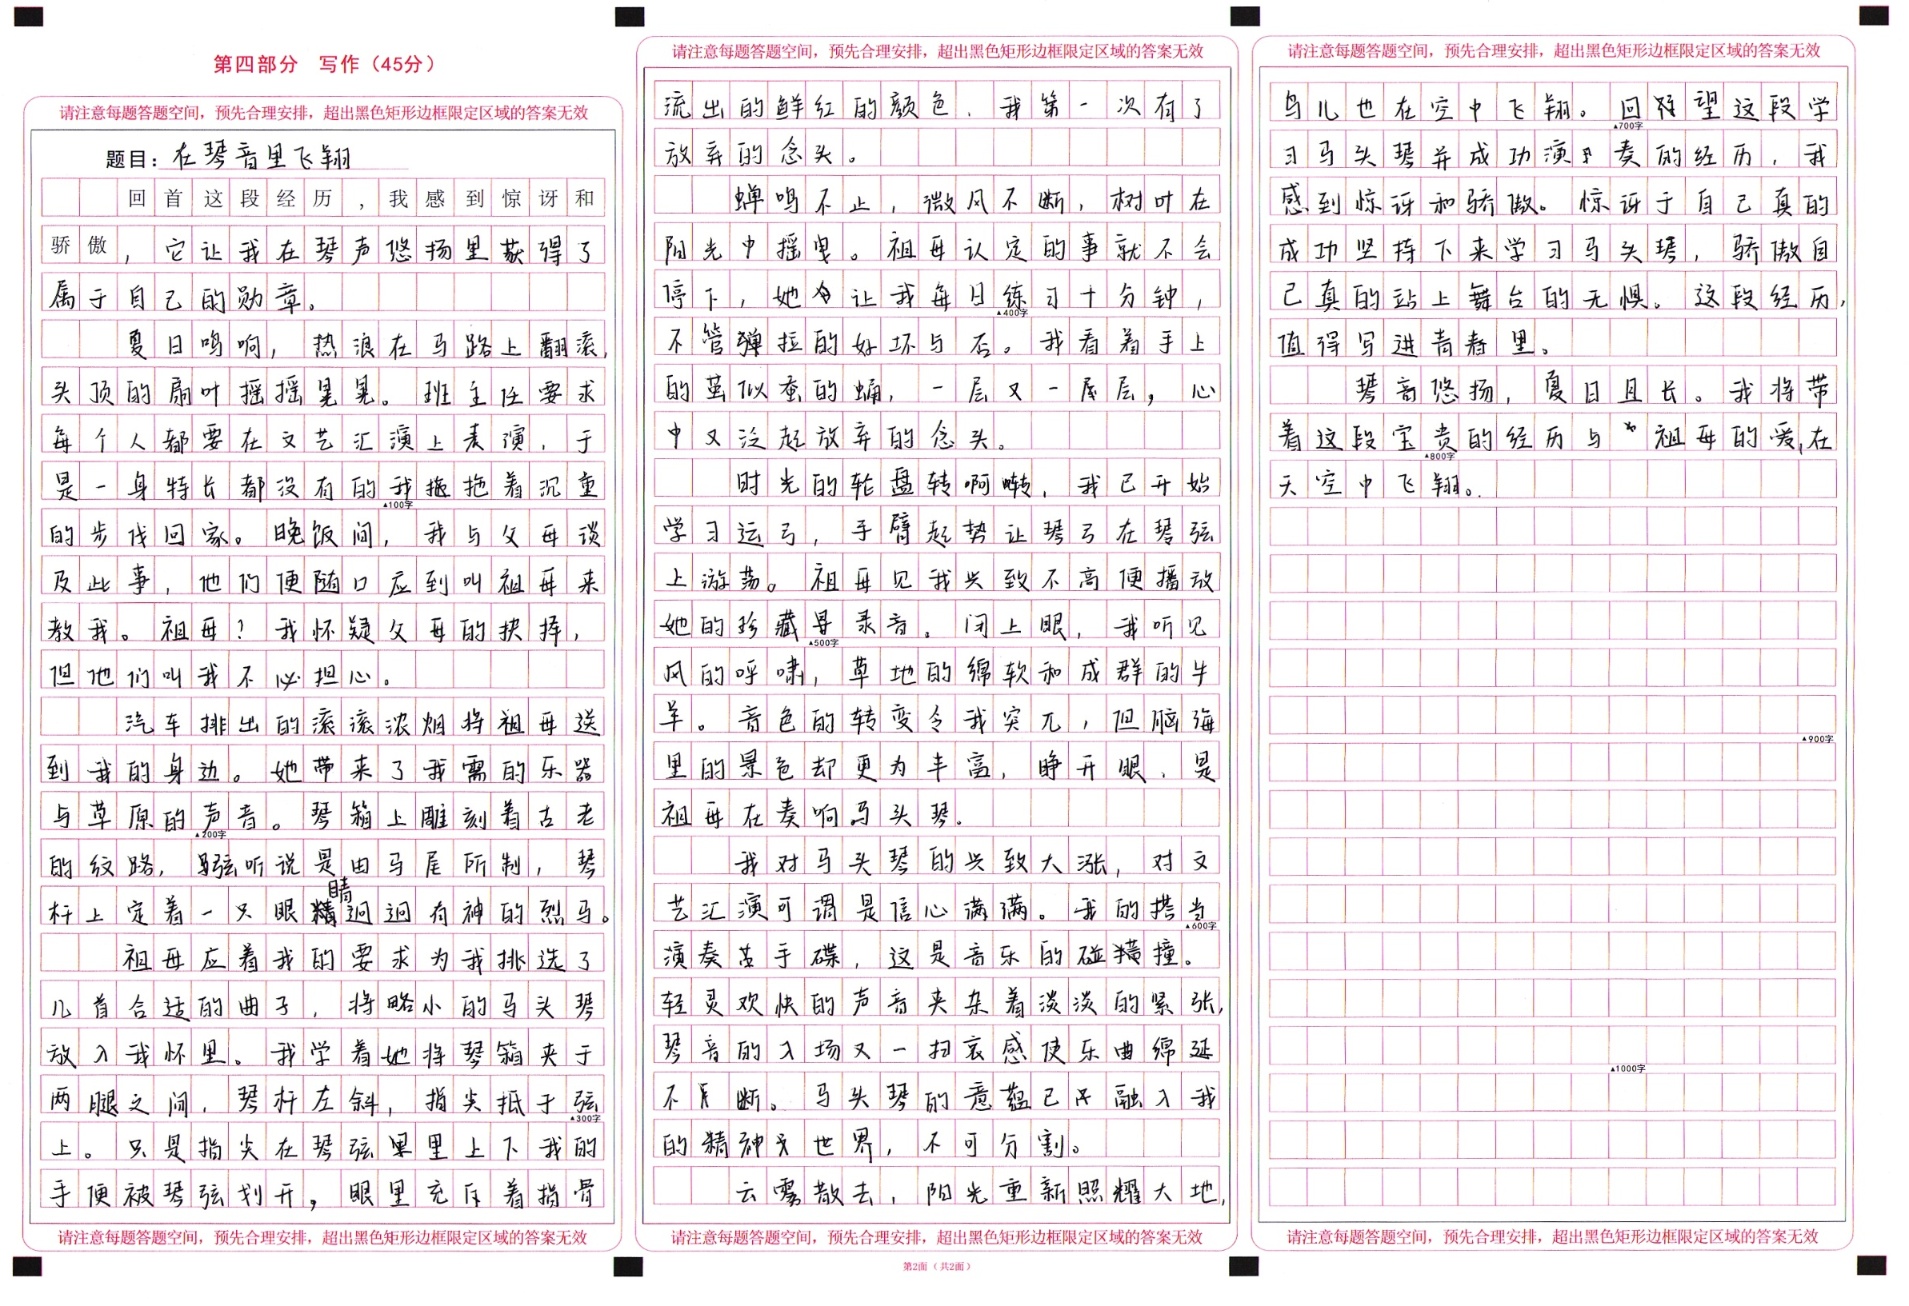 第四部分 写作（45分）
请注意每题答题空间，预先合理安排，超出黑色矩形边框限定区域的答案无效
题目：在琴音里飞翔
回首这段经历，我感到惊讶和
骄傲，它让我在琴声悠扬里获得了
属于自己的勋章。
夏日鸣响，热浪在马路上翻滚，
头顶的扇叶摇摇晃晃。班主任要求
每个人都要在文艺汇演上表演，于
是一身特长都没有的我拖着沉重
▲100字
的步伐回家。晚饭间，我与父母谈
及此事，他们便随口应到叫祖母来
教我。祖母？我怀疑父母的抉择，
但他们叫我不必担心。
汽车排出的滚滚浓烟将祖母送
到我的身边。她带来了我需的乐器
与草原的声音。琴箱上雕刻着古老
▲200字
的纹路，琴弦听说是由马尾所制，琴
杆上定着一只眼睛迥迥有神的烈马。
祖母应着我的要求为我挑选了
几首合适的曲子，将略小的马头琴
放入我怀里。我学着她将琴箱夹于
两腿之间，琴杆左斜，指尖抵于弦
▲300字
上。只是指尖在琴弦里里上下我的
手便被琴弦划开，眼里充斥着指骨
请注意每题答题空间，预先合理安排，超出黑色矩形边框限定区域的答案无效
请注意每题答题空间，预先合理安排，超出黑色矩形边框限定区域的答案无效
流出的鲜红的颜色，我第一次有了
放弃的念头。
蝉鸣不止，微风不断，树叶在
阳光中摇曳。祖母认定的事就不会
停下，她让我每日练习十分钟，
▲400字
不管弹拉的好坏与否。我看着手上
的茧似蚕的蛹，一层又一层，心
中又泛起放弃的念头。
时光的轮盘转啊转，我已开始
学习运弓，手臂起势让琴弓在琴弦
上游荡。祖母见我兴致不高便播放
她的珍藏录音。闭上眼，我听见
▲500字
风的呼啸，草地的绵软和成群的牛
羊。音色的转变令我突兀，但脑海
里的景色却更为丰富，睁开眼，是
祖母在奏响马头琴。
我对马头琴的兴致大涨，对文
艺汇演可谓是信心满满。我的搭当
▲600字
演奏苦手碟，这是音乐的碰撞。
轻灵欢快的声音夹杂着淡淡的紧张，
琴音的入场又一扫哀感使乐曲绵延
不断。马头琴的意蕴已融入我
的精神世界，不可分割。
云雾散去，阳光重新照耀大地，
请注意每题答题空间，预先合理安排，超出黑色矩形边框限定区域的答案无效
第2面（共2面）
请注意每题答题空间，预先合理安排，超出黑色矩形边框限定区域的答案无效
鸟儿也在空中飞翔。回望这段学
▲700字
习马头琴并成功演奏的经历，我
感到惊讶和骄傲。惊讶于自己真的
成功坚持下来学习马头琴，骄傲自
己真的站上舞台的无惧。这段经历，
值得写进青春里。
琴音悠扬，夏日且长。我将带
着这段宝贵的经历与祖母的爱，在
▲800字
天空中飞翔。
▲900字
▲1000字
请注意每题答题空间，预先合理安排，超出黑色矩形边框限定区域的答案无效